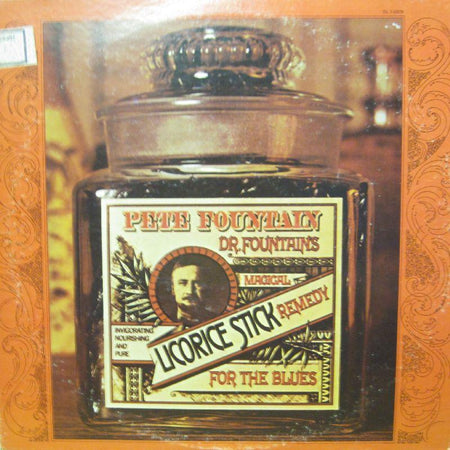 PETE FOUNTAIN
DR. FOUNTAIN'S
MAGICAL
LICORICE STICK
REMEDY
FOR THE BLUES
INVIGORATING
NOURISHING
AND
PURE